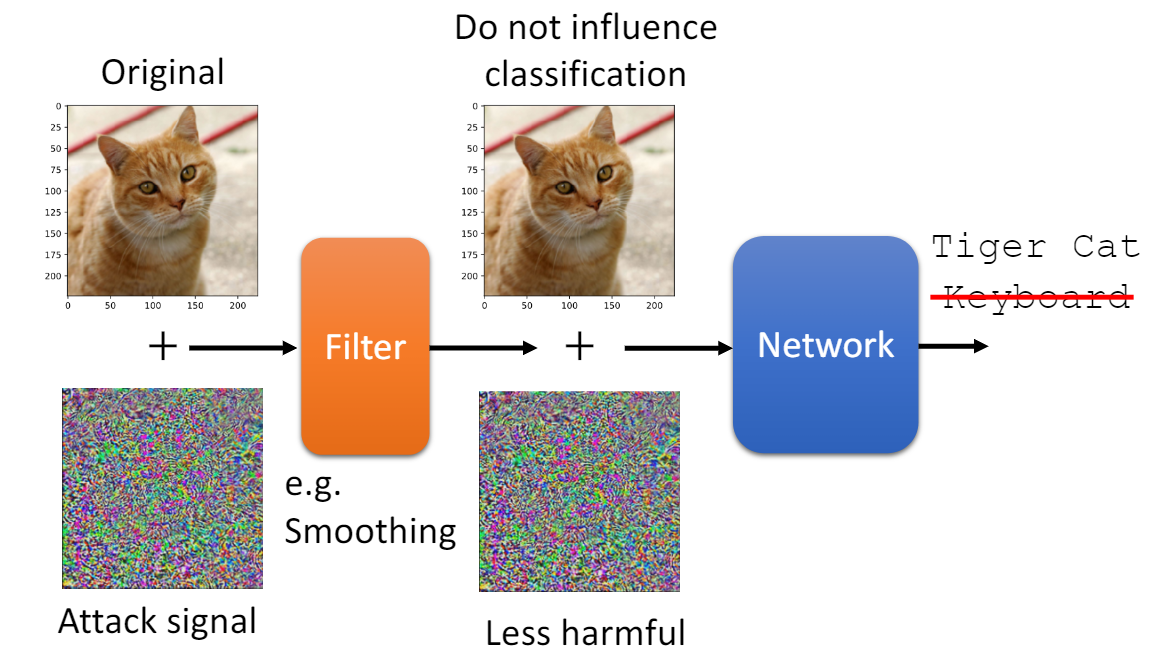 Do not influence
classification
Original
0
25
50
75
100
125
150
175
200
0 50 100 150 200
0
25
50
75
100
125
150
175
200
0 50 100 150 200
Tiger Cat
Keyboard
+
Filter
+
Network
e.g.
Smoothing
Attack signal
Less harmful